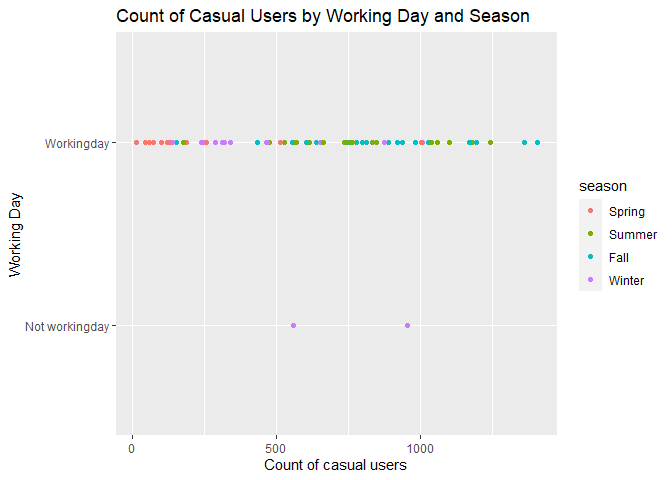 Count of Casual Users by Working Day and Season
Workingday
Not workingday
Working Day
0
500
1000
Count of casual users
season
Spring
Summer
Fall
Winter